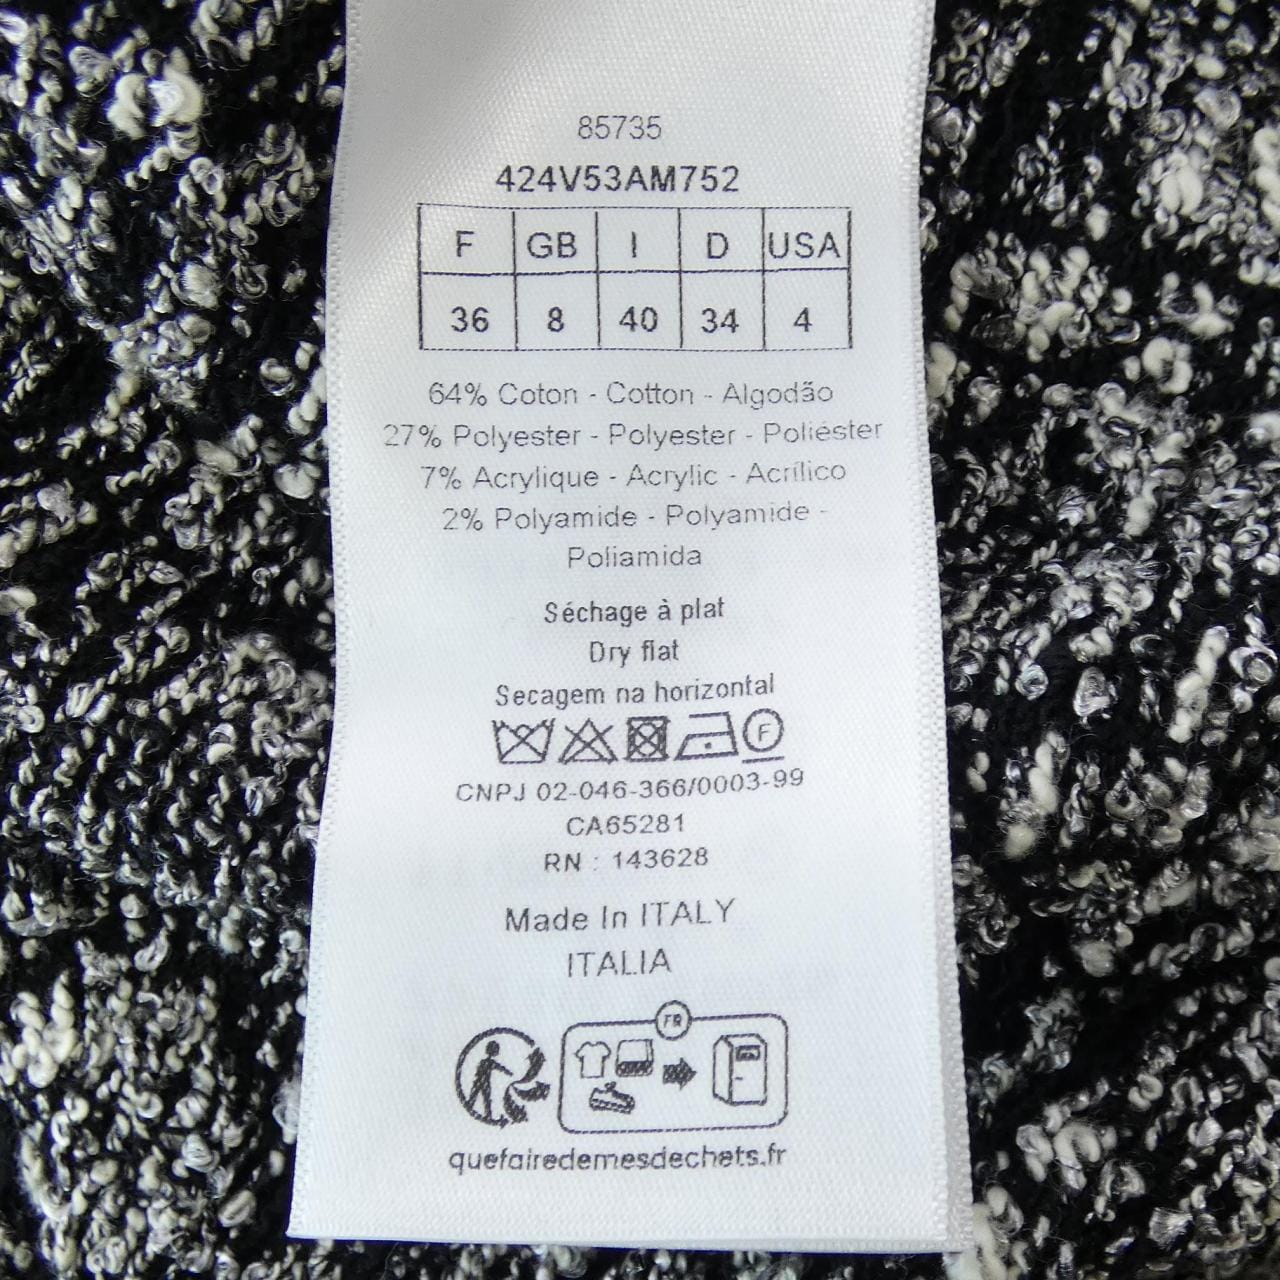 85735
424V53AM752
F GB I D USA
36 8 40 34 4
64% Coton - Cotton - Algodão
27% Polyester - Polyester - Poliéster
7% Acrylique - Acrylic - Acrílico
2% Polyamide - Polyamide -
Poliamida
Séchage à plat
Dry flat
Secagem na horizontal
F
CNPJ 02-046-366/0003-99
CA65281
RN : 143628
Made In ITALY
ITALIA
FR
quefairedemesdechets.fr